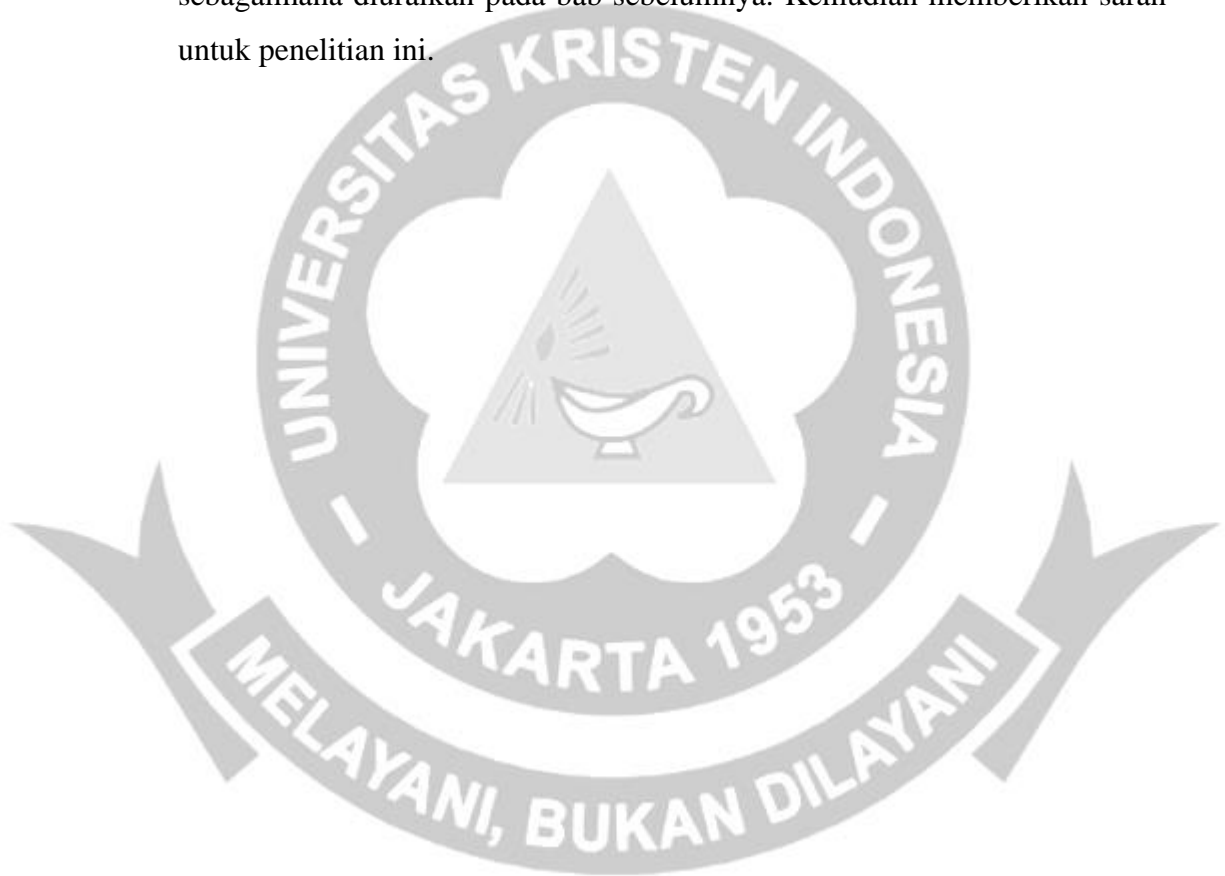 sebagaimana diuraikan pada bab sebelumnya. Kemudian memberikan saran
untuk penelitian ini.
UNIVERSITAS KRISTEN INDONESIA
JAKARTA 1953
MELAYANI, BUKAN DILAYANI